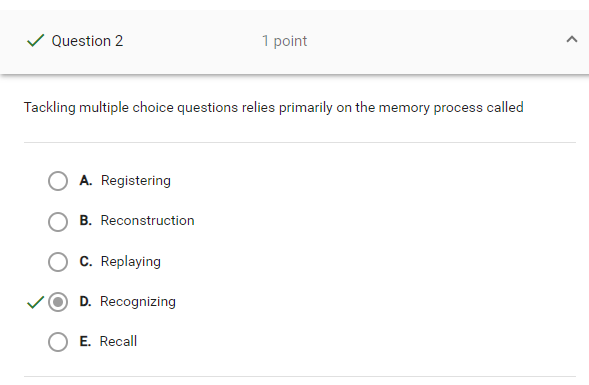 Question 2 1 point
Tackling multiple choice questions relies primarily on the memory process called
A. Registering
B. Reconstruction
C. Replaying
D. Recognizing
E. Recall